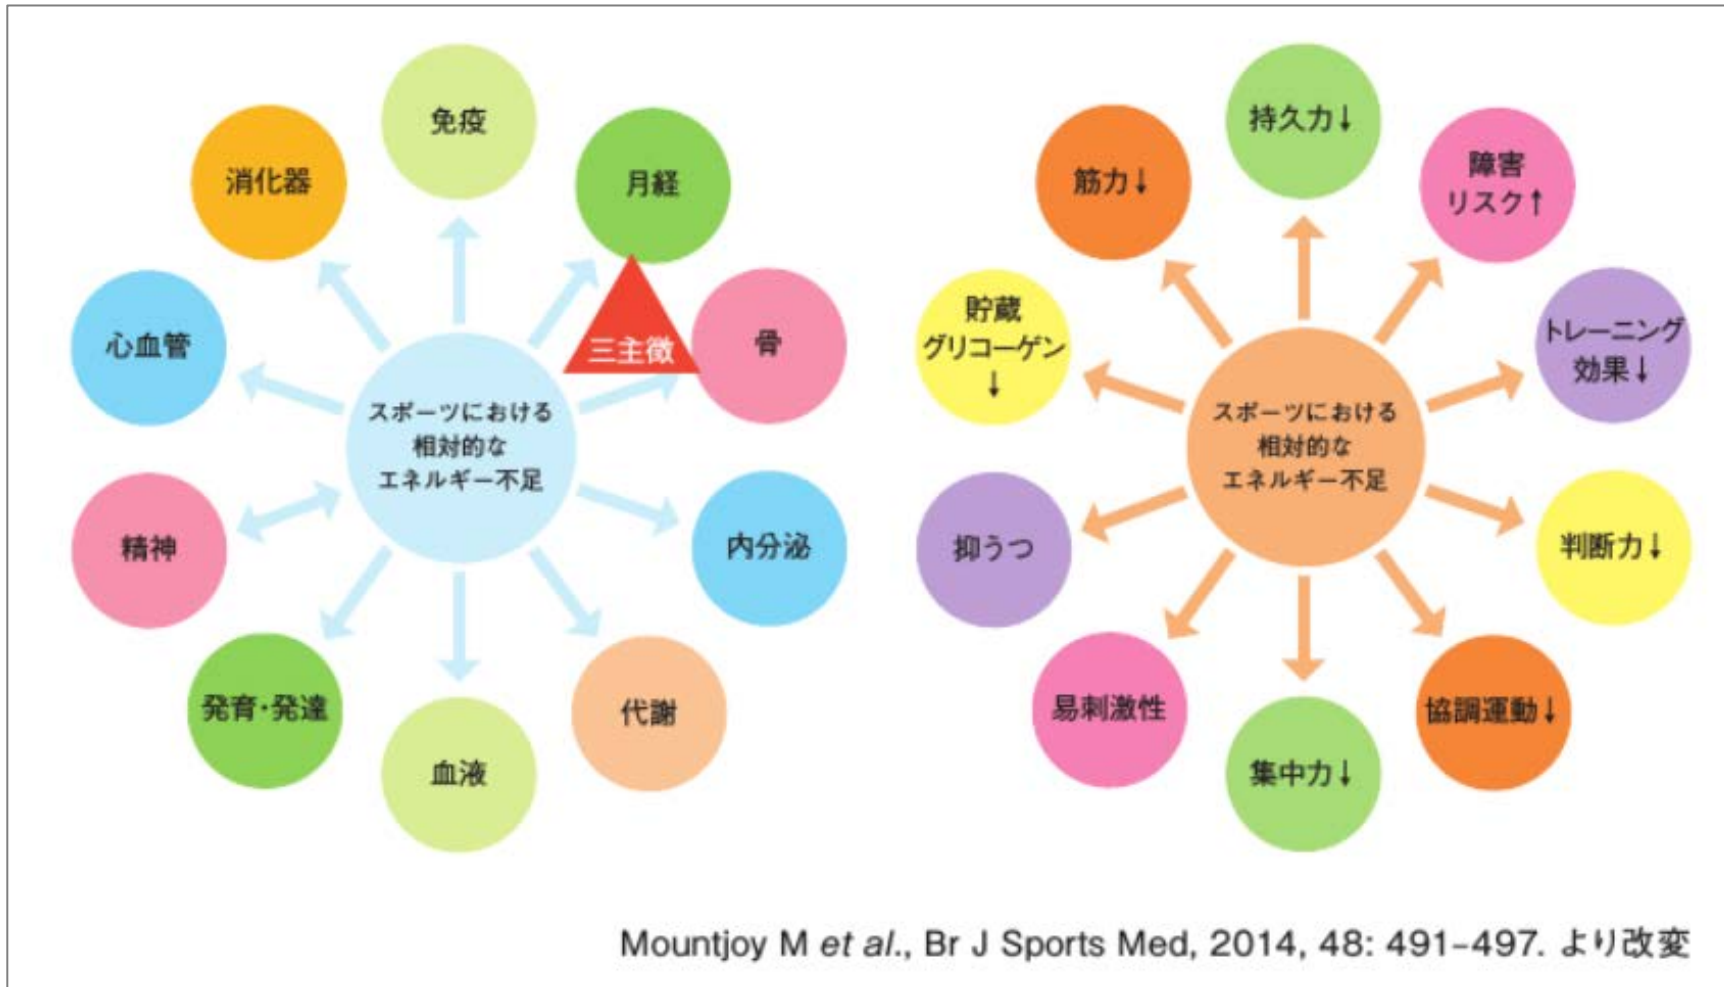 免疫
月経
骨
内分泌
代謝
血液
発育・発達
精神
心血管
消化器
三主徴
スポーツにおける
相対的な
エネルギー不足
持久力↓
障害
リスク↑
トレーニング
効果↓
判断力↓
協調運動↓
集中力↓
易刺激性
抑うつ
貯蔵
グリコーゲン
↓
筋力↓
スポーツにおける
相対的な
エネルギー不足
Mountjoy M et al., Br J Sports Med, 2014, 48: 491–497. より改変